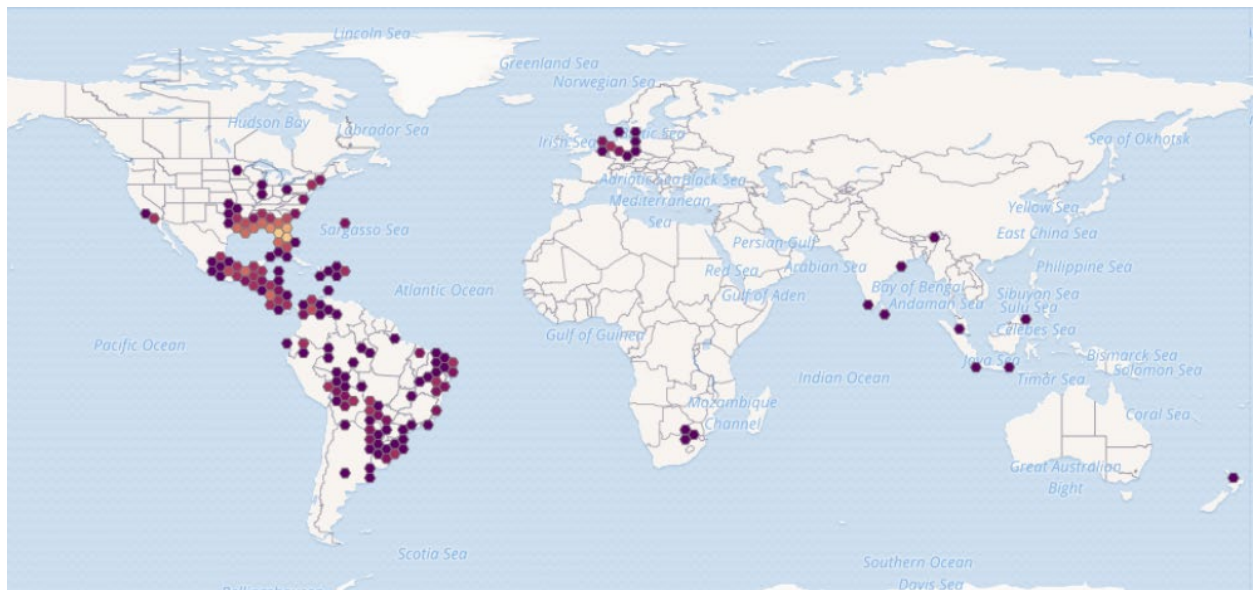 Lincoln Sea
Greenland Sea
Norwegian Sea
Hudson Bay
Labrador Sea
Irish Sea
Sea of Okhotsk
Black Sea
Mediterranean
Sea
Yellow Sea
Sargasso Sea
East China Sea
Persian Gulf
Arabian Sea
Red Sea
Philippine Sea
Atlantic Ocean
Gulf of Aden
Bay of Bengal
Andaman Sea
Sibuyan Sea
Sulu Sea
Celebes Sea
Gulf of Guinea
Pacific Ocean
Java Sea
Bismarck Sea
Solomon Sea
Timor Sea
Indian Ocean
Mozambique
Channel
Coral Sea
Great Australian
Bight
Scotia Sea
Southern Ocean
Davis Sea